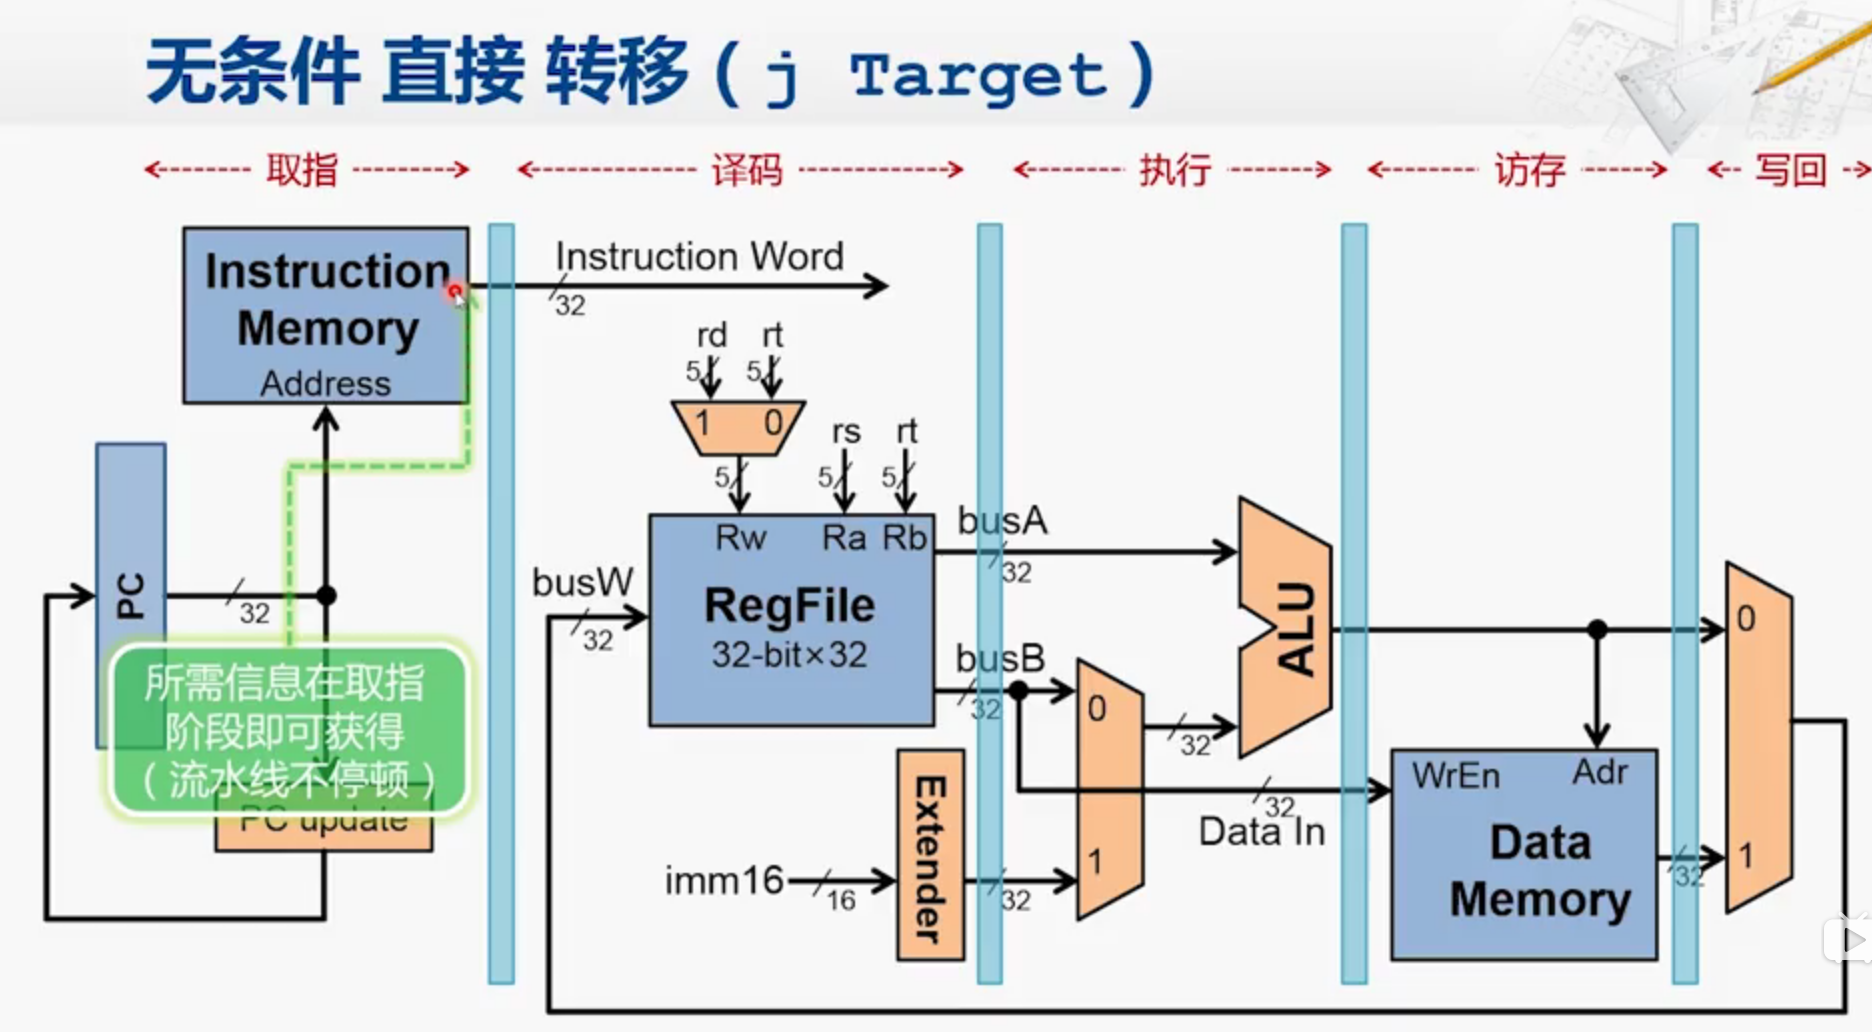 无条件 直接 转移 ( j Target )
取指
译码
执行
访存
写回
Instruction
Memory
Address
Instruction Word
32
rd rt
5 5
1 0
rs rt
5 5 5
Rw Ra Rb
RegFile
32-bit×32
busW
32
busA
32
busB
32
PC
32
所需信息在取指
阶段即可获得
（流水线不停顿）
PC update
imm16
16
Extender
32
0
1
32
ALU
32
Data In
WrEn Adr
Data
Memory
32
0
1